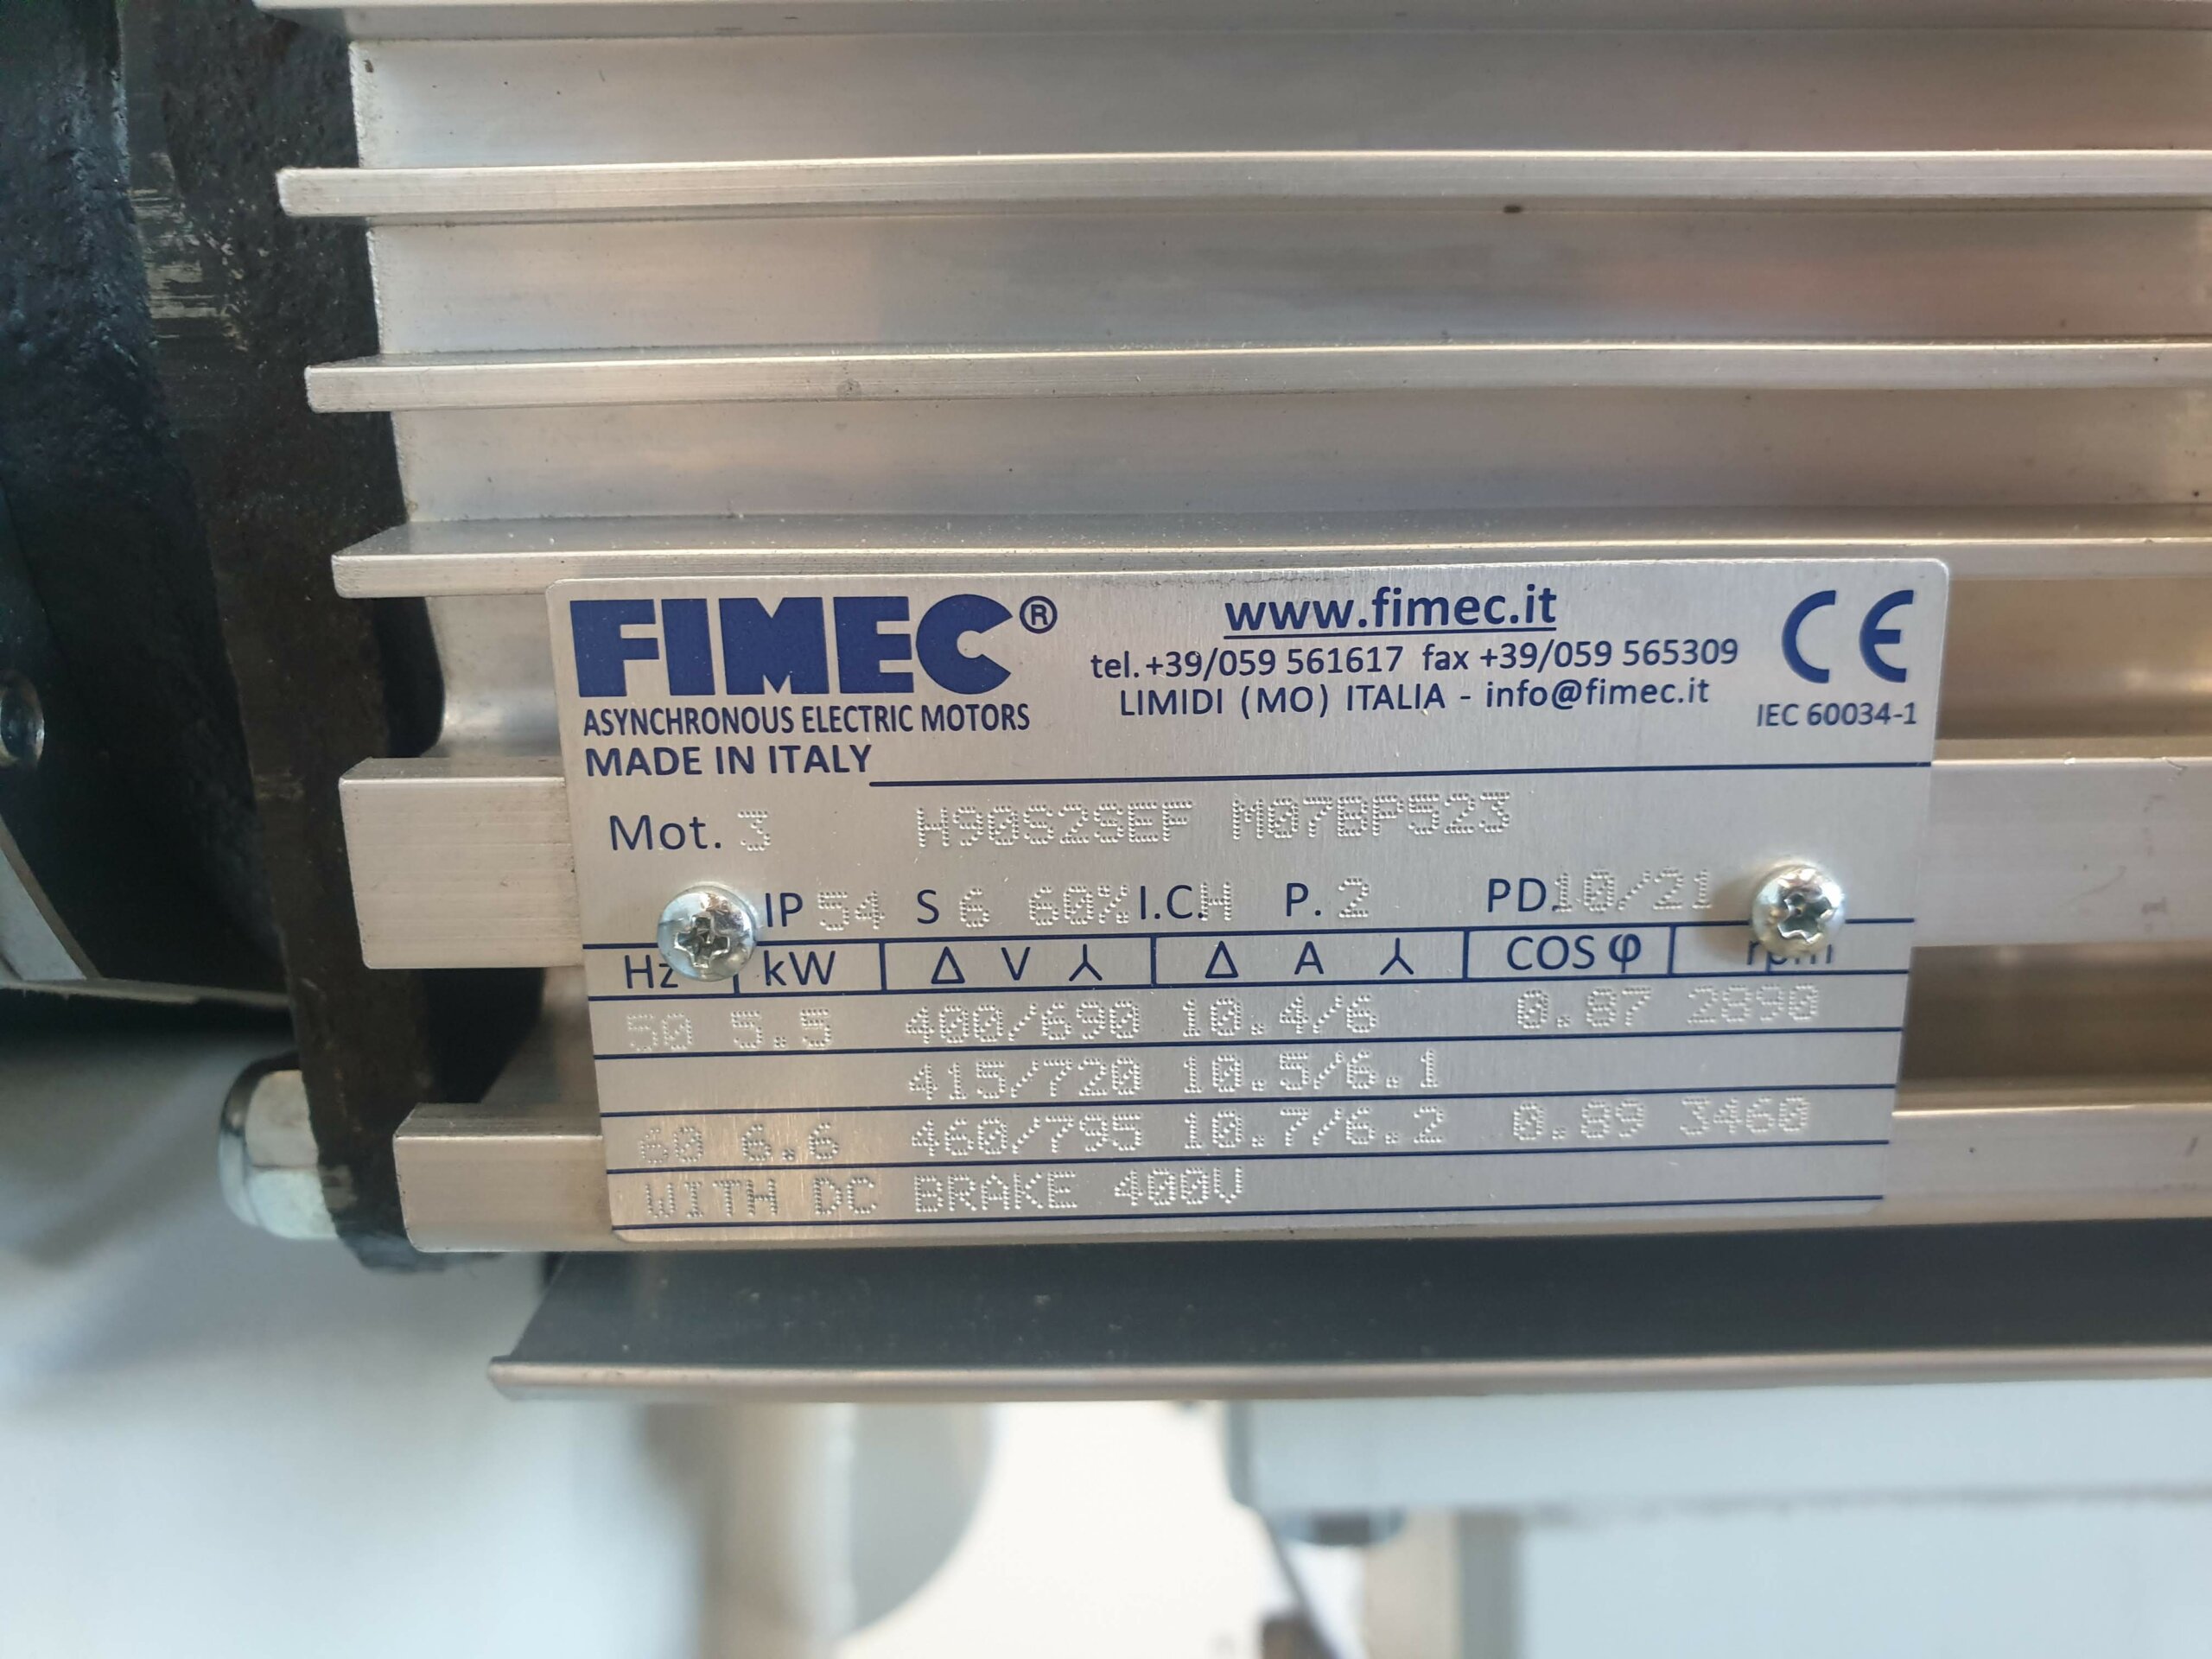 FIMEC®
ASYNCHRONOUS ELECTRIC MOTORS
MADE IN ITALY
www.fimec.it
tel.+39/059 561617 fax +39/059 565309
LIMIDI (MO) ITALIA - info@fimec.it
CE
IEC 60034-1
Mot. 3 H90S2SEF M07BP523
IP 54 S 6 60% I.C.H P. 2 PD.10/21
Hz kW Δ V Y Δ A Y COS φ rpm
50 5.5 400/690 10.4/6 0.87 2890
415/720 10.5/6.1
60 6.6 460/795 10.7/6.2 0.89 3460
WITH DC BRAKE 400V